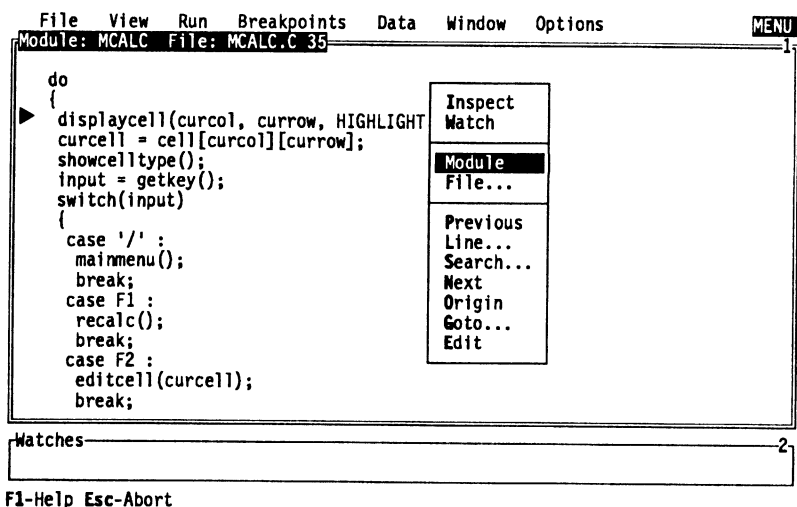 File View Run Breakpoints Data Window Options MENU
Module: MCALC File: MCALC.C 35 1
do
{
displaycell(curcol, currow, HIGHLIGHT
curcell = cell[curcol][currow];
showcelltype();
input = getkey();
switch(input)
{
case '/' :
mainmenu();
break;
case F1 :
recalc();
break;
case F2 :
editcell(curcell);
break;
Inspect
Watch
Module
File...
Previous
Line...
Search...
Next
Origin
Goto...
Edit
Watches 2
F1-Help Esc-Abort